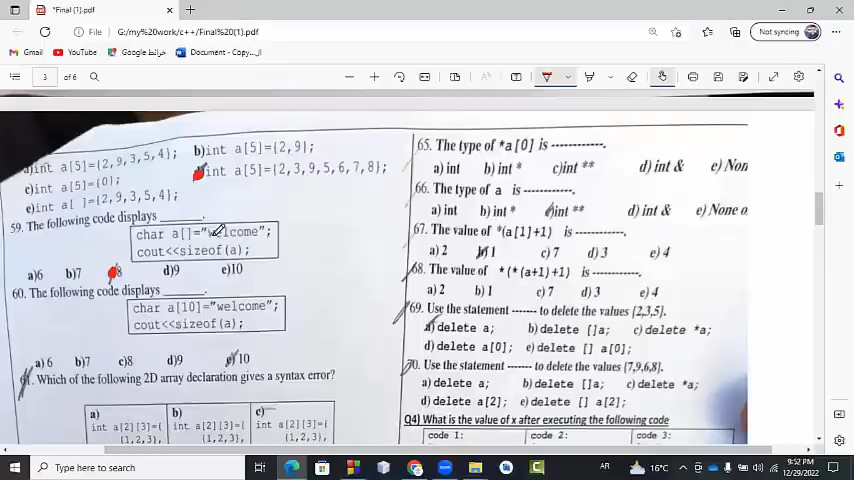 *Final (1).pdf
File
G:/my%20work/c++/Final%20(1).pdf
Not syncing
Gmail
YouTube
خرائط Google
Document - Copy....ال
3
of 6
a)int a[5]={2,9,3,5,4};
b)int a[5]={2,9};
c)int a[5]={0};
int a[5]={2,3,9,5,6,7,8};
e)int a[ ]={2,9,3,5,4};
59. The following code displays ______.
char a[]="welcome";
cout<<sizeof(a);
a)6 b)7 8 d)9 e)10
60. The following code displays ______.
char a[10]="welcome";
cout<<sizeof(a);
a) 6 b)7 c)8 d)9 e) 10
61. Which of the following 2D array declaration gives a syntax error?
a)
int a[2][3]={
{1,2,3},
b)
int a[2][3]={
{1,2,3},
c)
int a[2][3]={
{1,2,3},
65. The type of *a[0] is ------------.
a) int b) int * c)int ** d) int & e) Non
66. The type of a is ------------.
a) int b) int * c)int ** d) int & e) None o
67. The value of *(a[1]+1) is ------------.
a) 2 b) 1 c) 7 d) 3 e) 4
68. The value of *(*(a+1)+1) is ------------.
a) 2 b) 1 c) 7 d) 3 e) 4
69. Use the statement ------- to delete the values {2,3,5}.
a) delete a; b) delete []a; c) delete *a;
d) delete a[0]; e) delete [] a[0];
70. Use the statement ------- to delete the values {7,9,6,8}.
a) delete a; b) delete []a; c) delete *a;
d) delete a[2]; e) delete [] a[2];
Q4) What is the value of x after executing the following code
code 1: code 2: code 3:
Type here to search
AR
16°C
9:52 PM
12/29/2022